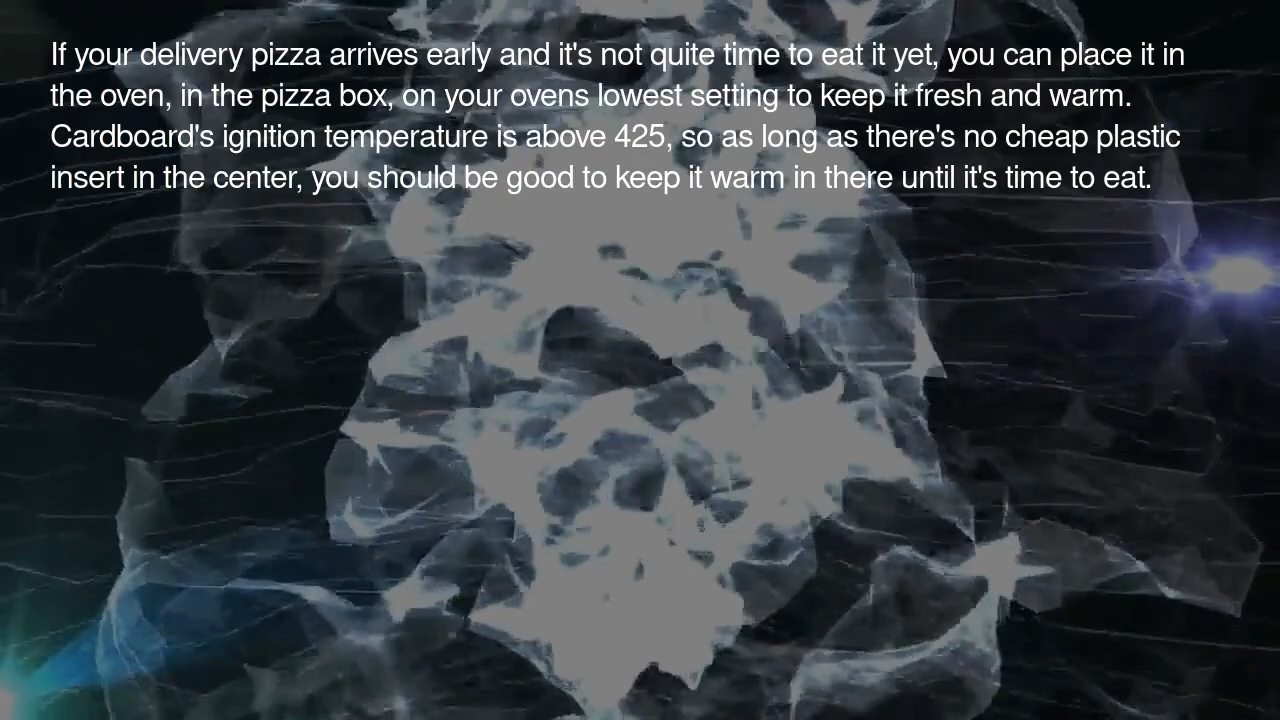 If your delivery pizza arrives early and it's not quite time to eat it yet, you can place it in
the oven, in the pizza box, on your ovens lowest setting to keep it fresh and warm.
Cardboard's ignition temperature is above 425, so as long as there's no cheap plastic
insert in the center, you should be good to keep it warm in there until it's time to eat.